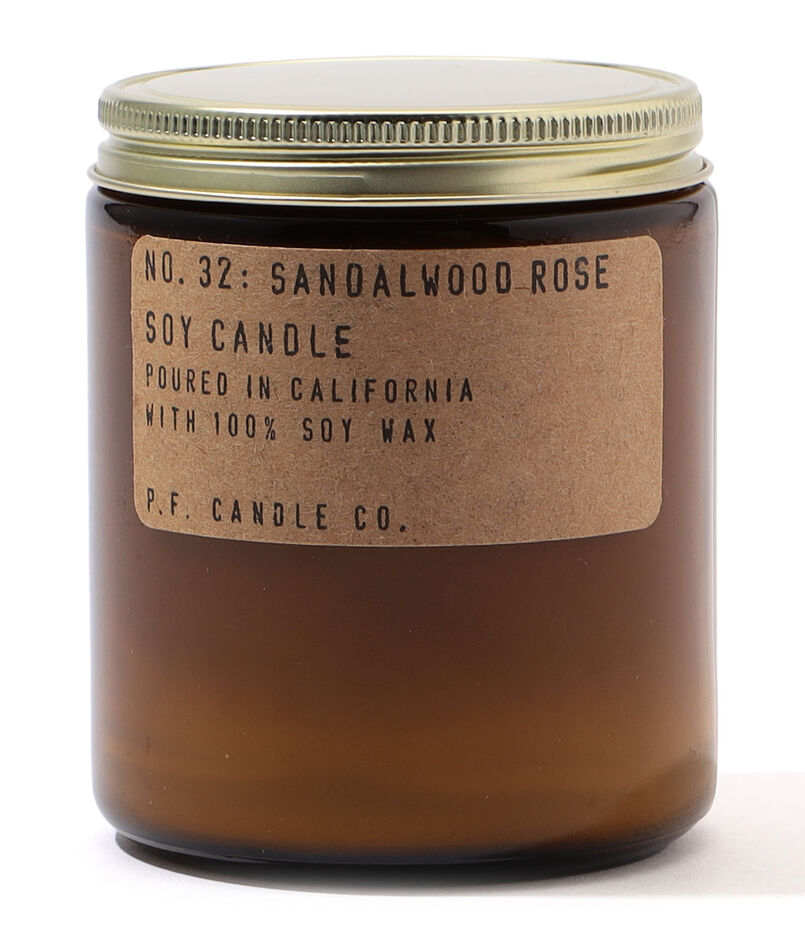 NO. 32: SANDALWOOD ROSE
SOY CANDLE
POURED IN CALIFORNIA
WITH 100% SOY WAX
P.F. CANDLE CO.